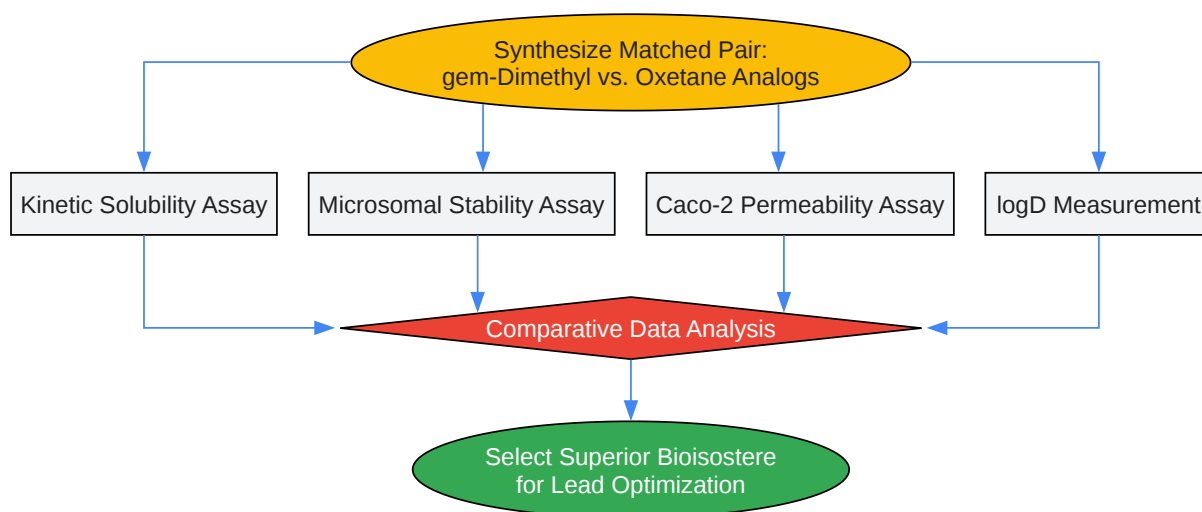 Synthesize Matched Pair:
gem-Dimethyl vs. Oxetane Analogs
Kinetic Solubility Assay
Microsomal Stability Assay
Caco-2 Permeability Assay
logD Measurement
Comparative Data Analysis
Select Superior Bioisostere
for Lead Optimization